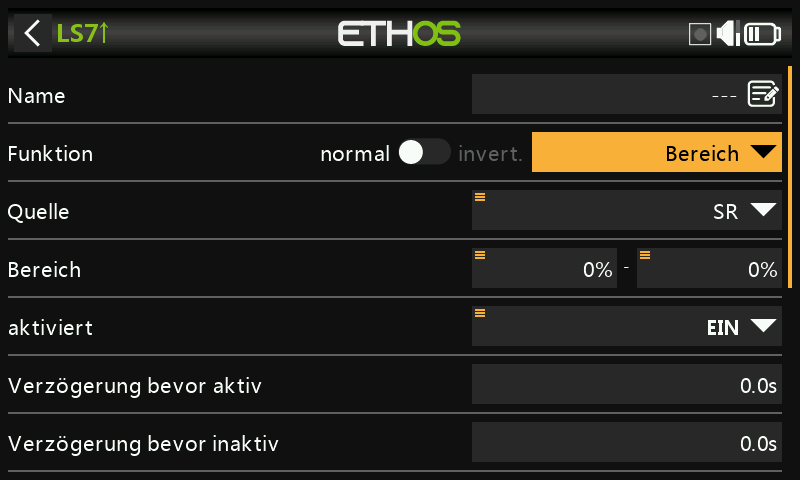 LS7↑ ETHOS
Name ---
Funktion normal invert. Bereich
Quelle SR
Bereich 0% - 0%
aktiviert EIN
Verzögerung bevor aktiv 0.0s
Verzögerung bevor inaktiv 0.0s